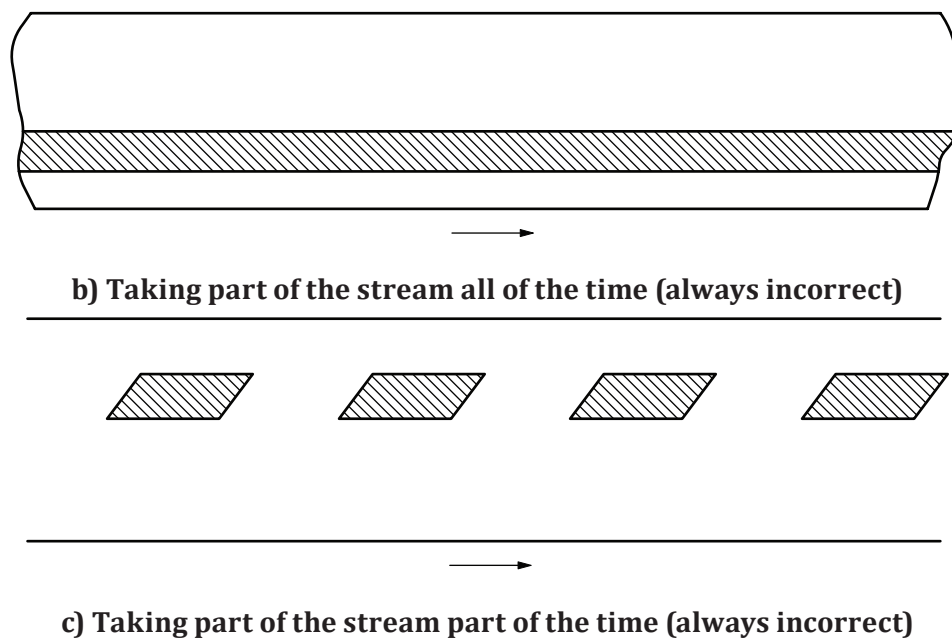 b) Taking part of the stream all of the time (always incorrect)
c) Taking part of the stream part of the time (always incorrect)